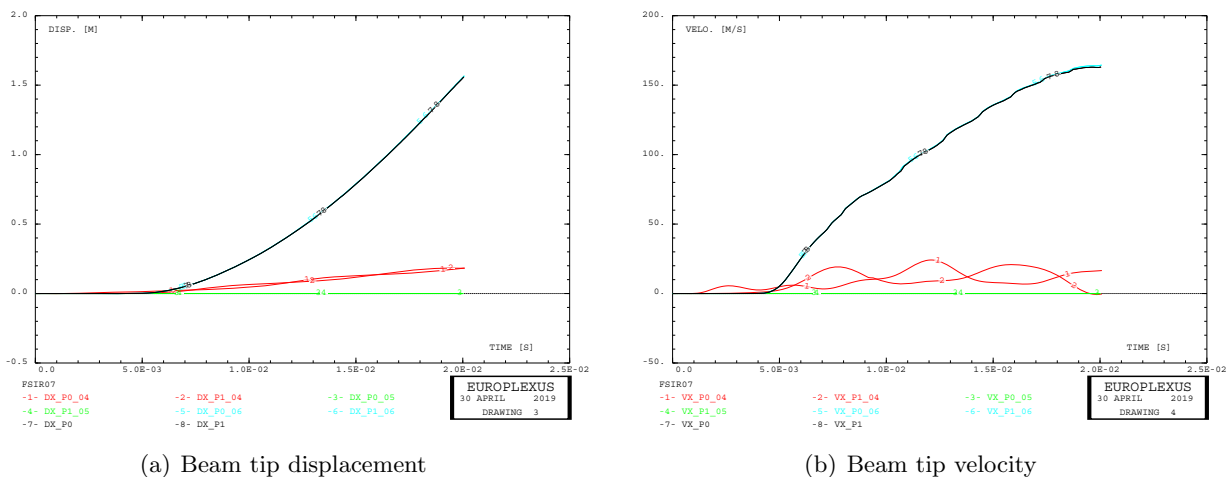 2.0
DISP. [M]
1.5
1.0
0.5
0.0
-0.5
TIME [S]
0.0 5.0E-03 1.0E-02 1.5E-02 2.0E-02 2.5E-02
FSIR07
-1- DX_P0_04 -2- DX_P1_04 -3- DX_P0_05
-4- DX_P1_05 -5- DX_P0_06 -6- DX_P1_06
-7- DX_P0 -8- DX_P1
EUROPLEXUS
30 APRIL 2019
DRAWING 3
(a) Beam tip displacement
200.
VELO. [M/S]
150.
100.
50.
0.
-50.
TIME [S]
0.0 5.0E-03 1.0E-02 1.5E-02 2.0E-02 2.5E-02
FSIR07
-1- VX_P0_04 -2- VX_P1_04 -3- VX_P0_05
-4- VX_P1_05 -5- VX_P0_06 -6- VX_P1_06
-7- VX_P0 -8- VX_P1
EUROPLEXUS
30 APRIL 2019
DRAWING 4
(b) Beam tip velocity